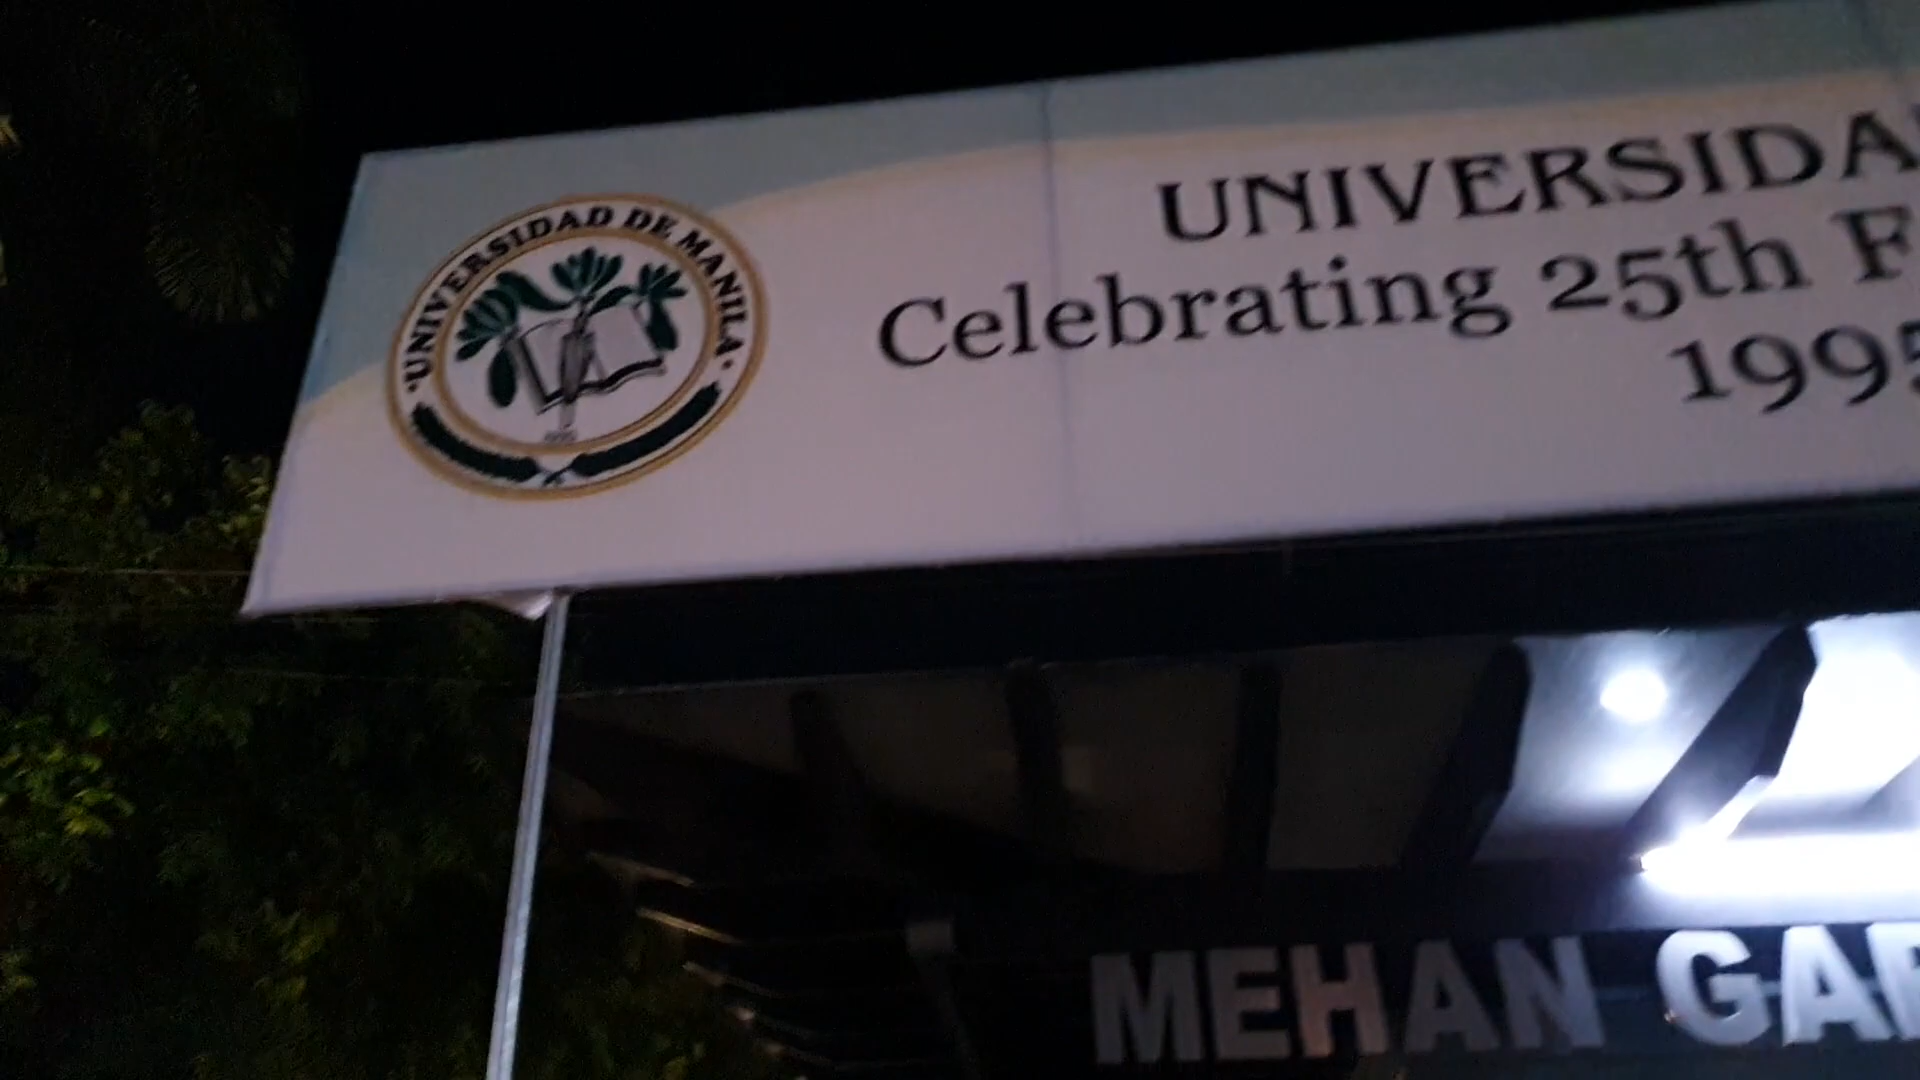 UNIVERSIDAD DE MANILA
UNIVERSIDA
Celebrating 25th F
1995
MEHAN GAR